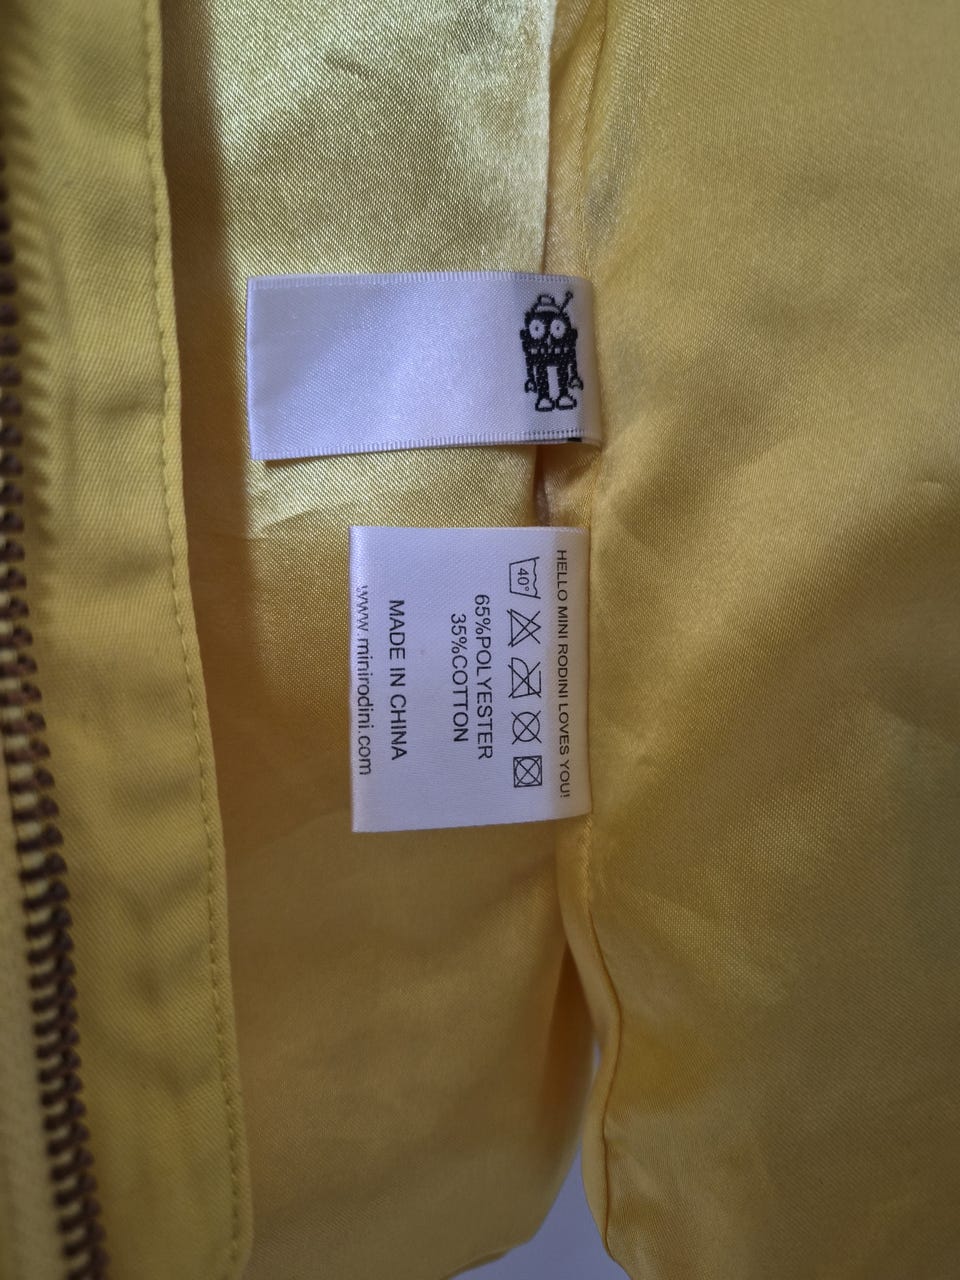 HELLO MINI RODINI LOVES YOU!
40°
65%POLYESTER
35%COTTON
MADE IN CHINA
www.minirodini.com